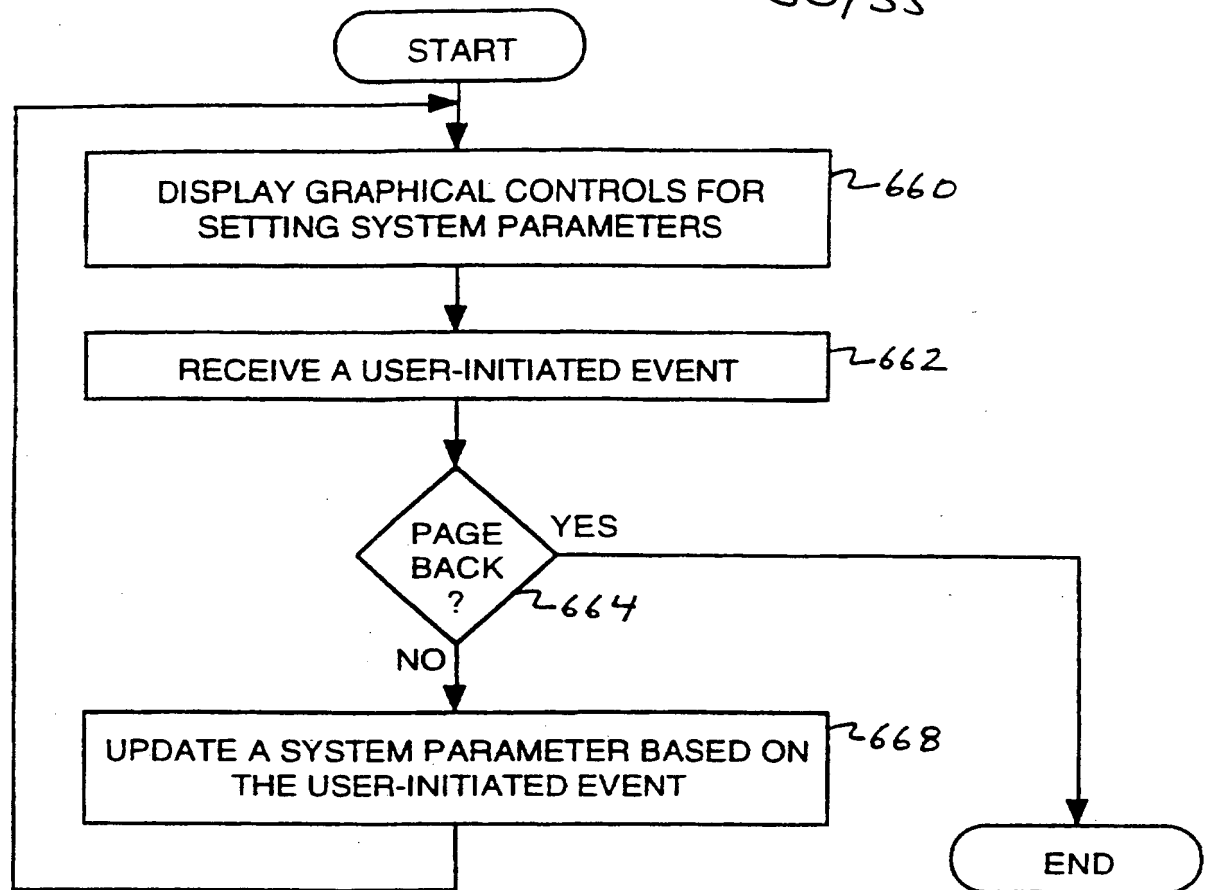 START
DISPLAY GRAPHICAL CONTROLS FOR
SETTING SYSTEM PARAMETERS
660
RECEIVE A USER-INITIATED EVENT
662
PAGE
BACK
?
YES
664
NO
UPDATE A SYSTEM PARAMETER BASED ON
THE USER-INITIATED EVENT
668
END